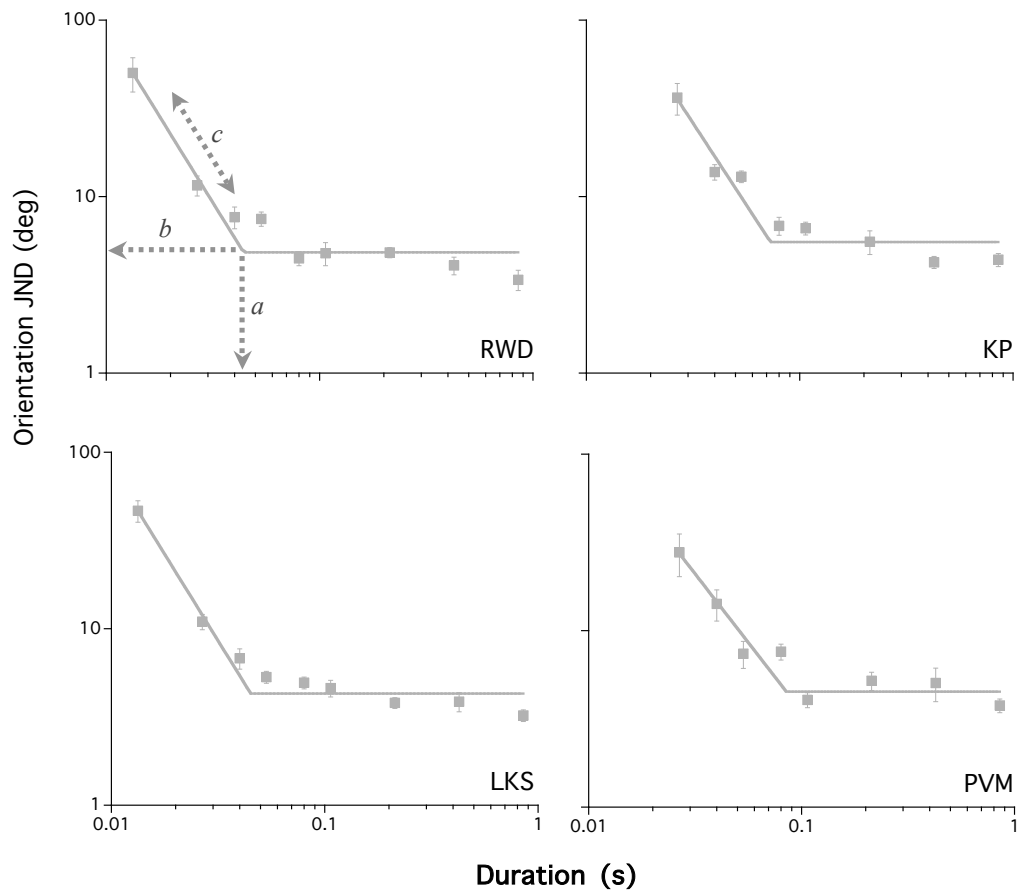 100
10
1
Orientation JND (deg)
c
b
a
RWD
KP
100
10
1
LKS
PVM
0.01 0.1 1
0.01 0.1 1
Duration (s)